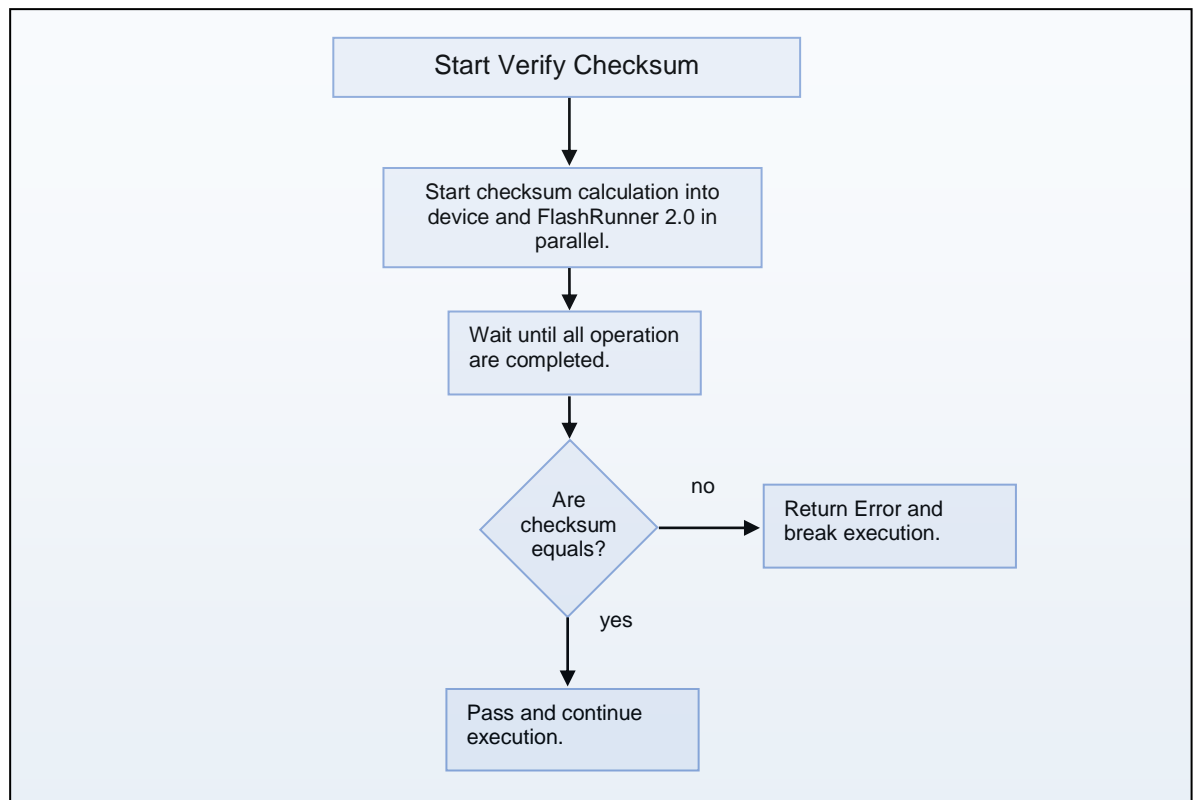 Start Verify Checksum
Start checksum calculation into
device and FlashRunner 2.0 in
parallel.
Wait until all operation
are completed.
Are
checksum
equals?
no
Return Error and
break execution.
yes
Pass and continue
execution.